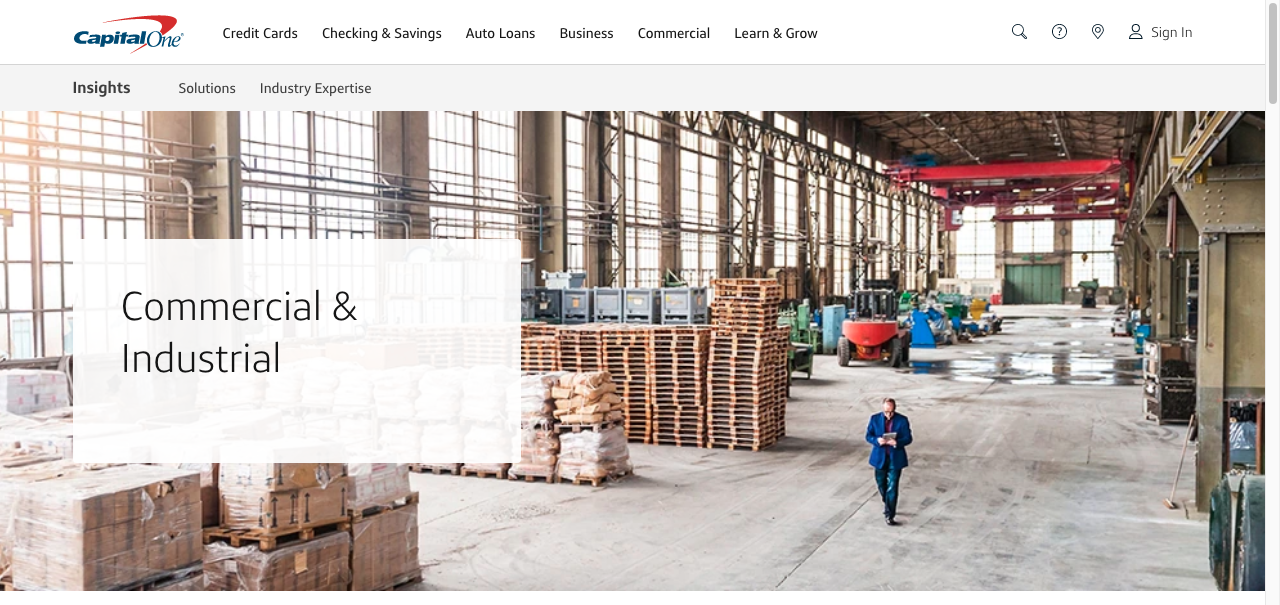 Capital One
Credit Cards
Checking & Savings
Auto Loans
Business
Commercial
Learn & Grow
Sign In
Insights
Solutions
Industry Expertise
Commercial &
Industrial